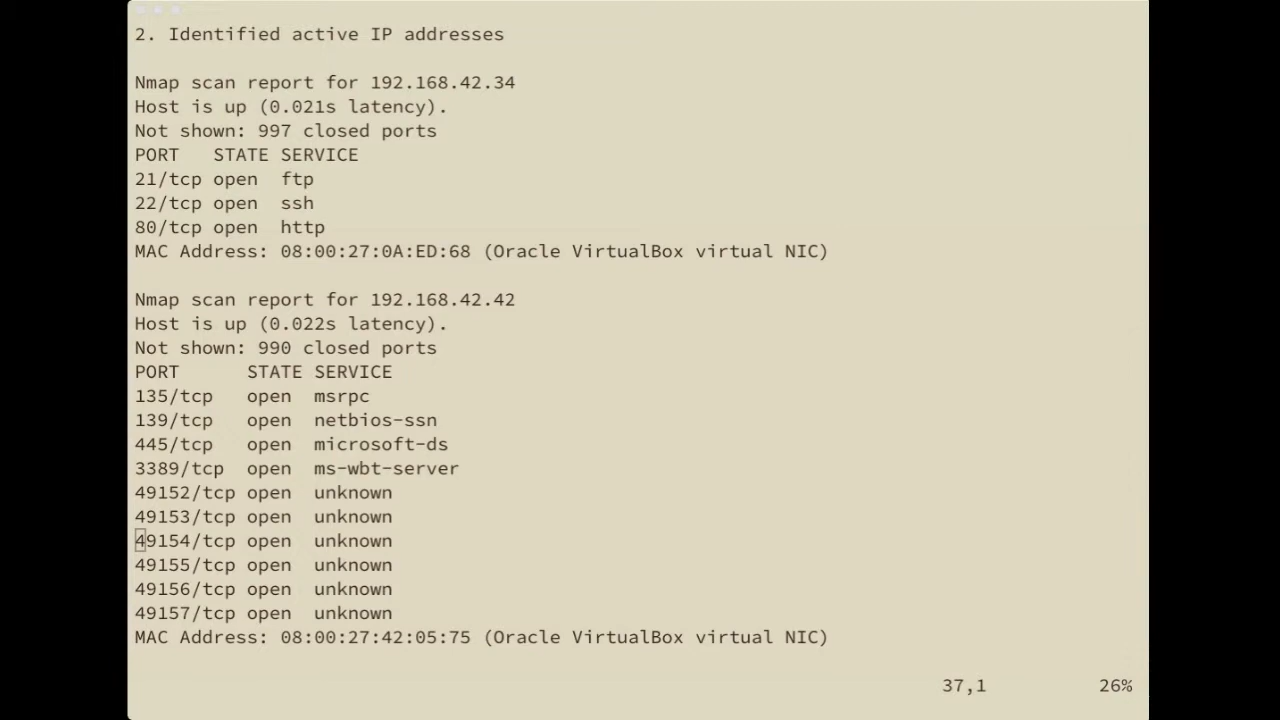 2. Identified active IP addresses
Nmap scan report for 192.168.42.34
Host is up (0.021s latency).
Not shown: 997 closed ports
PORT   STATE SERVICE
21/tcp open  ftp
22/tcp open  ssh
80/tcp open  http
MAC Address: 08:00:27:0A:ED:68 (Oracle VirtualBox virtual NIC)
Nmap scan report for 192.168.42.42
Host is up (0.022s latency).
Not shown: 990 closed ports
PORT      STATE SERVICE
135/tcp   open  msrpc
139/tcp   open  netbios-ssn
445/tcp   open  microsoft-ds
3389/tcp  open  ms-wbt-server
49152/tcp open  unknown
49153/tcp open  unknown
49154/tcp open  unknown
49155/tcp open  unknown
49156/tcp open  unknown
49157/tcp open  unknown
MAC Address: 08:00:27:42:05:75 (Oracle VirtualBox virtual NIC)
37,1          26%